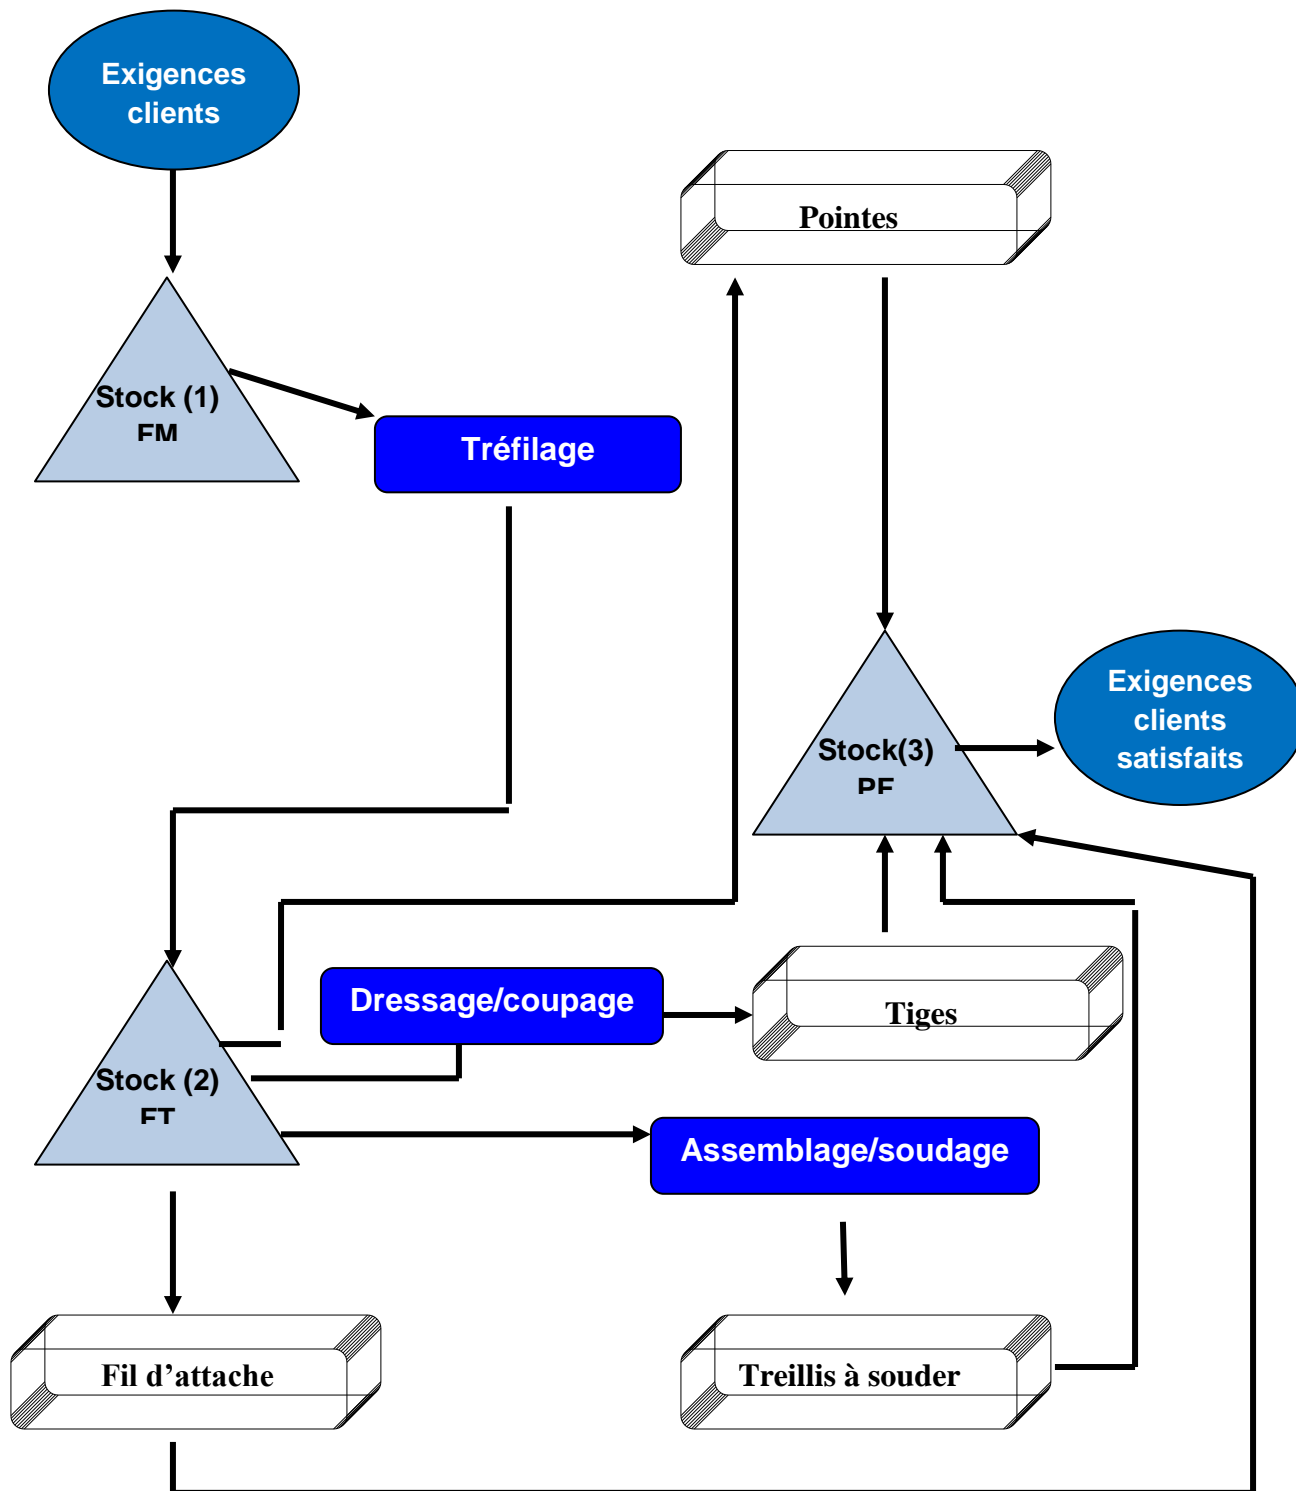 Exigences
clients
Pointes
Stock (1)
FM
Tréfilage
Exigences
clients
satisfaits
Stock(3)
PF
Dressage/coupage
Tiges
Stock (2)
FT
Assemblage/soudage
Fil d’attache
Treillis à souder